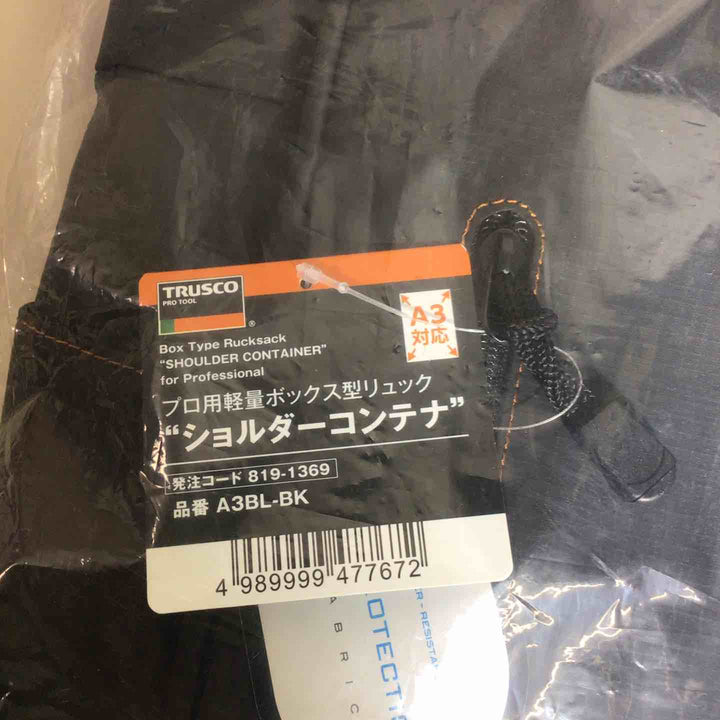 TRUSCO
PRO TOOL
®
A3
対応
Box Type Rucksack
"SHOULDER CONTAINER"
for Professional
プロ用軽量ボックス型リュック
"ショルダーコンテナ"
発注コード 819-1369
品番 A3BL-BK
4 989999 477672